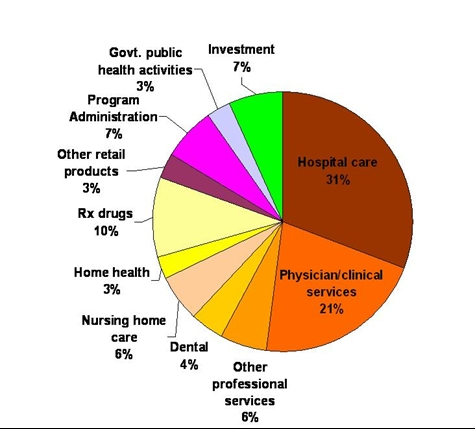 Investment
7%
Govt. public
health activities
3%
Program
Administration
7%
Other retail
products
3%
Rx drugs
10%
Home health
3%
Nursing home
care
6%
Dental
4%
Other
professional
services
6%
Physician/clinical
services
21%
Hospital care
31%